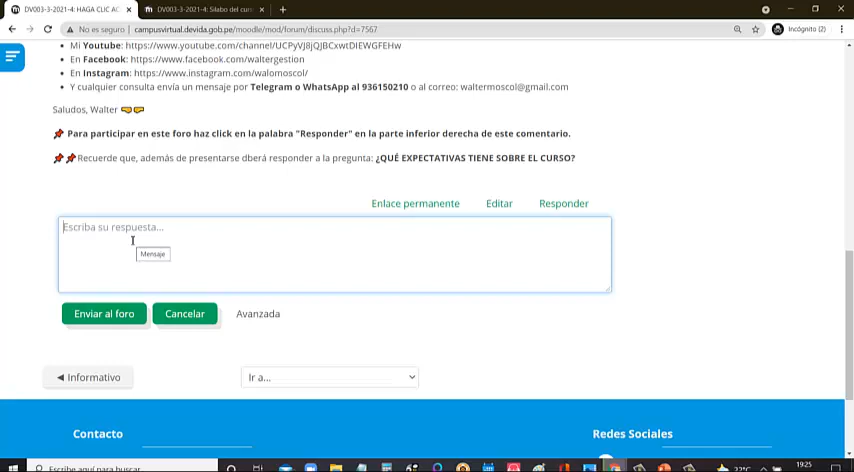 DV003-3-2021-4: HAGA CLIC AC
DV003-3-2021-4: Sílabo del curs
Incógnito (2)
No es seguro | campusvirtual.devida.gob.pe/moodle/mod/forum/discuss.php?d=7567
Mi Youtube: https://www.youtube.com/channel/UCPyVJ8jQJBCxwtDIEWGFEHw
En Facebook: https://www.facebook.com/waltergestion
En Instagram: https://www.instagram.com/walomoscol/
Y cualquier consulta envía un mensaje por Telegram o WhatsApp al 936150210 o al correo: waltermoscol@gmail.com
Saludos, Walter
Para participar en este foro haz click en la palabra "Responder" en la parte inferior derecha de este comentario.
Recuerde que, además de presentarse dberá responder a la pregunta: ¿QUÉ EXPECTATIVAS TIENE SOBRE EL CURSO?
Enlace permanente Editar Responder
Escriba su respuesta...
Mensaje
Enviar al foro Cancelar Avanzada
◄ Informativo Ir a...
Contacto Redes Sociales
Escribe aquí para buscar
22°C
19:25